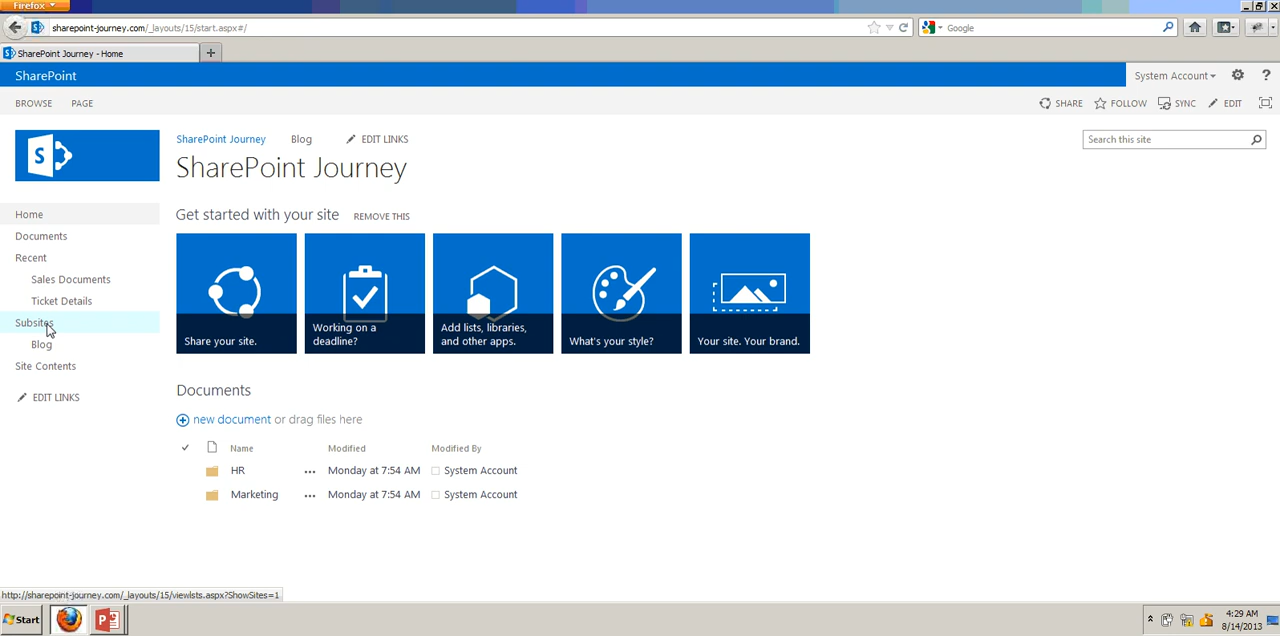 Firefox
sharepoint-journey.com/_layouts/15/start.aspx#/
Google
SharePoint Journey - Home
SharePoint
System Account
BROWSE PAGE
SHARE FOLLOW SYNC EDIT
SharePoint Journey Blog EDIT LINKS
Search this site
SharePoint Journey
Home
Documents
Recent
Sales Documents
Ticket Details
Subsites
Blog
Site Contents
EDIT LINKS
Get started with your site REMOVE THIS
Share your site.
Working on a
deadline?
Add lists, libraries,
and other apps.
What's your style?
Your site. Your brand.
Documents
new document or drag files here
Name Modified Modified By
HR ... Monday at 7:54 AM System Account
Marketing ... Monday at 7:54 AM System Account
http://sharepoint-journey.com/_layouts/15/viewlsts.aspx?ShowSites=1
Start
4:29 AM
8/14/2013